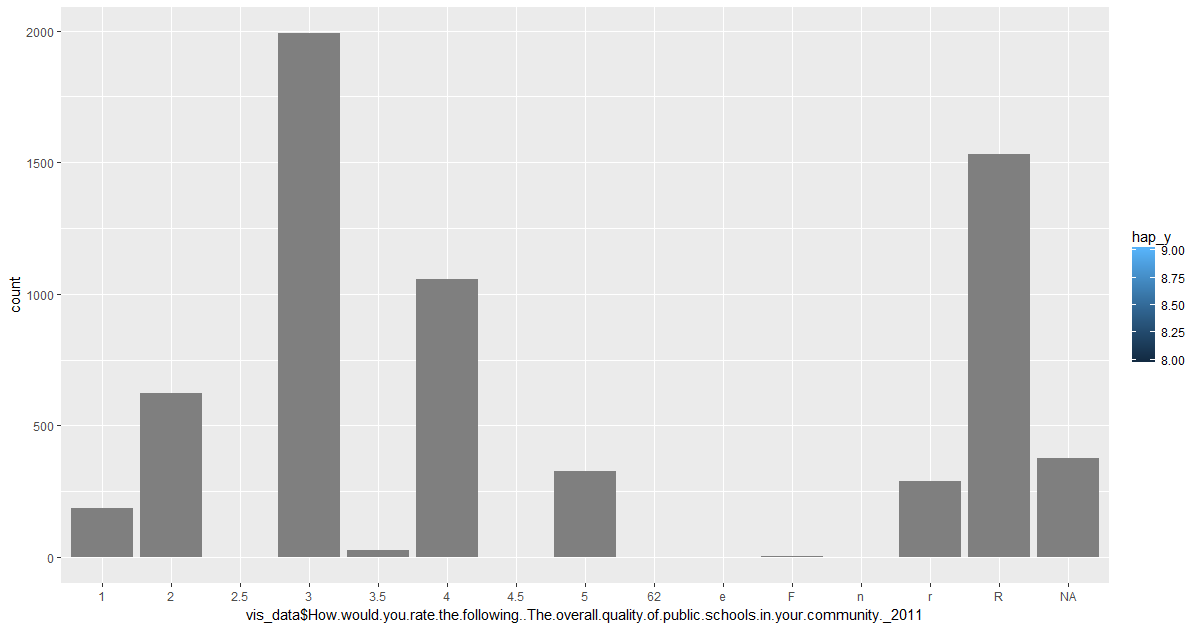 2000
1500
1000
500
0
count
1 2 2.5 3 3.5 4 4.5 5 62 e F n r R NA
vis_data$How.would.you.rate.the.following..The.overall.quality.of.public.schools.in.your.community._2011
hap_y
9.00
8.75
8.50
8.25
8.00